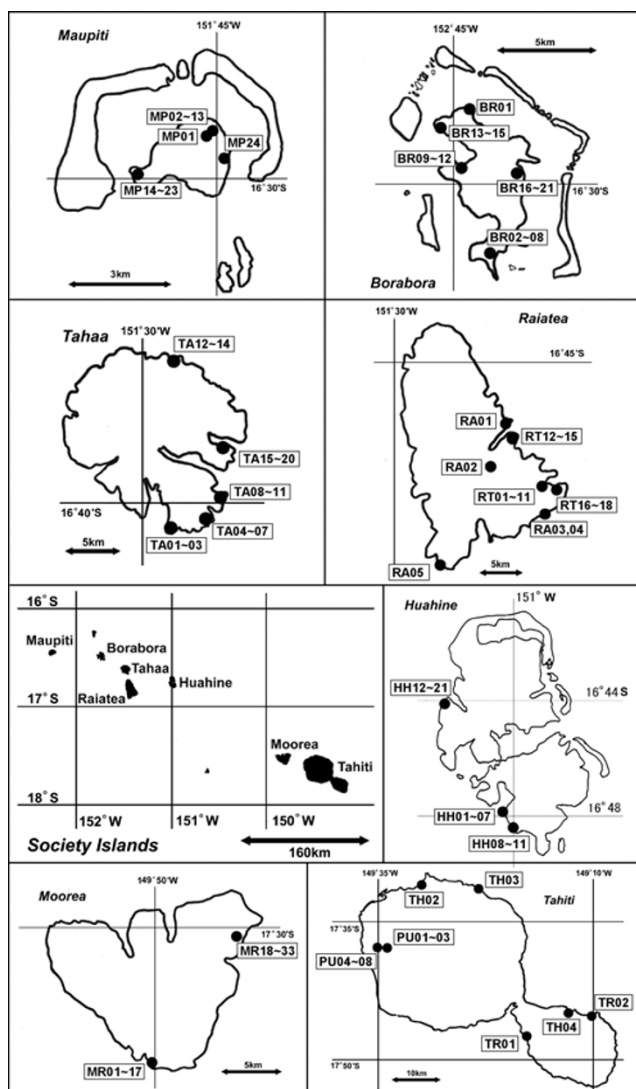 Maupiti
151°45'W
MP02~13
MP01
MP24
MP14~23
16°30'S
3km
152°45'W
5km
BR01
BR13~15
BR09~12
BR16~21
16°30'S
BR02~08
Borabora
Tahaa
151°30'W
TA12~14
TA15~20
TA08~11
16°40'S
TA04~07
5km
TA01~03
151°30'W
Raiatea
16°45'S
RA01
RT12~15
RA02
RT01~11
RT16~18
RA03,04
RA05
5km
16°S
Maupiti
Borabora
Tahaa
Huahine
Raiatea
17°S
Moorea
Tahiti
18°S
152°W
151°W
150°W
Society Islands
160km
151° W
Huahine
HH12~21
16°44 S
16°48
HH01~07
HH08~11
Moorea
149°50'W
17°30'S
MR18~33
MR01~17
5km
149°35'W
TH03
149°10'W
TH02
Tahiti
17°35'S
PU01~03
PU04~08
TR02
TH04
TR01
17°50'S
10km